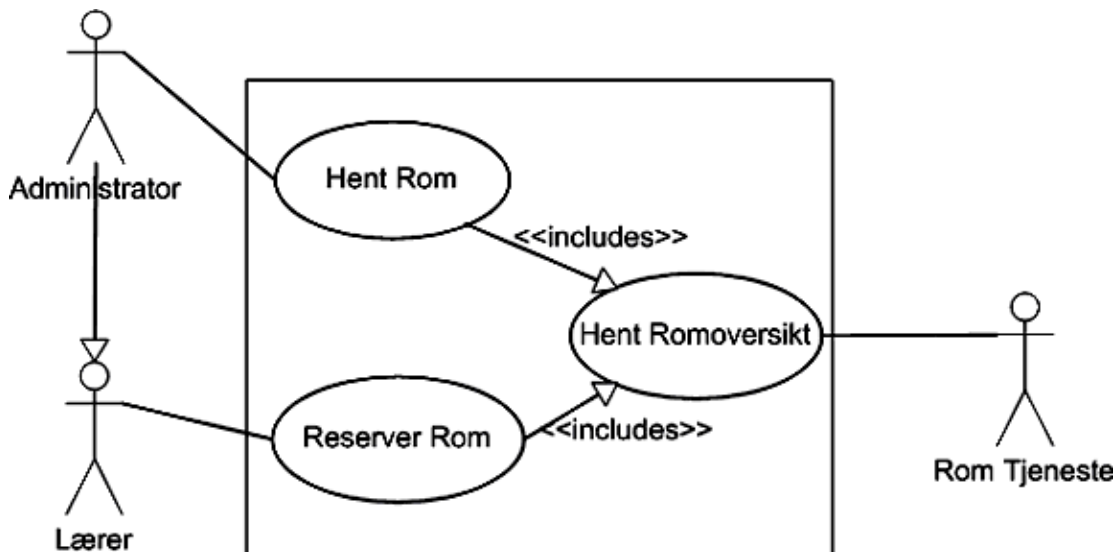 Administrator
Hent Rom
<<includes>>
Hent Romoversikt
Reserver Rom
<<includes>>
Rom Tjeneste
Lærer